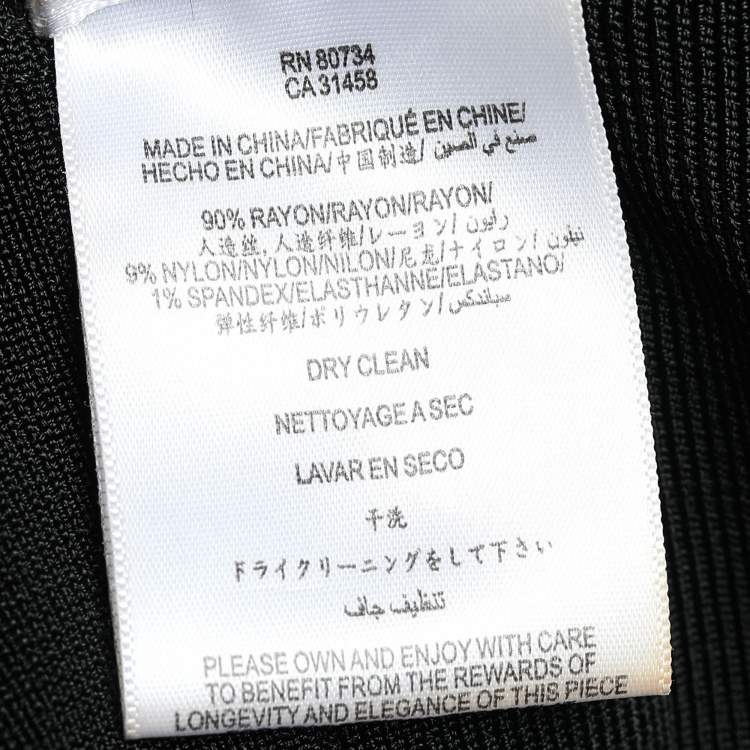 RN 80734
CA 31458
MADE IN CHINA/FABRIQUÉ EN CHINE/
HECHO EN CHINA/中国制造/ صنع في الصين
90% RAYON/RAYON/RAYON/
人造丝, 人造纤维/レーヨン/ رايون/
9% NYLON/NYLON/NILON/尼龙/ナイロン/ نيلون
1% SPANDEX/ELASTHANNE/ELASTANO/
弹性纤维/ポリウレタン/ سباندكس
DRY CLEAN
NETTOYAGE A SEC
LAVAR EN SECO
干洗
ドライクリーニングをして下さい
تنظيف جاف
PLEASE OWN AND ENJOY WITH CARE
TO BENEFIT FROM THE REWARDS OF
LONGEVITY AND ELEGANCE OF THIS PIECE